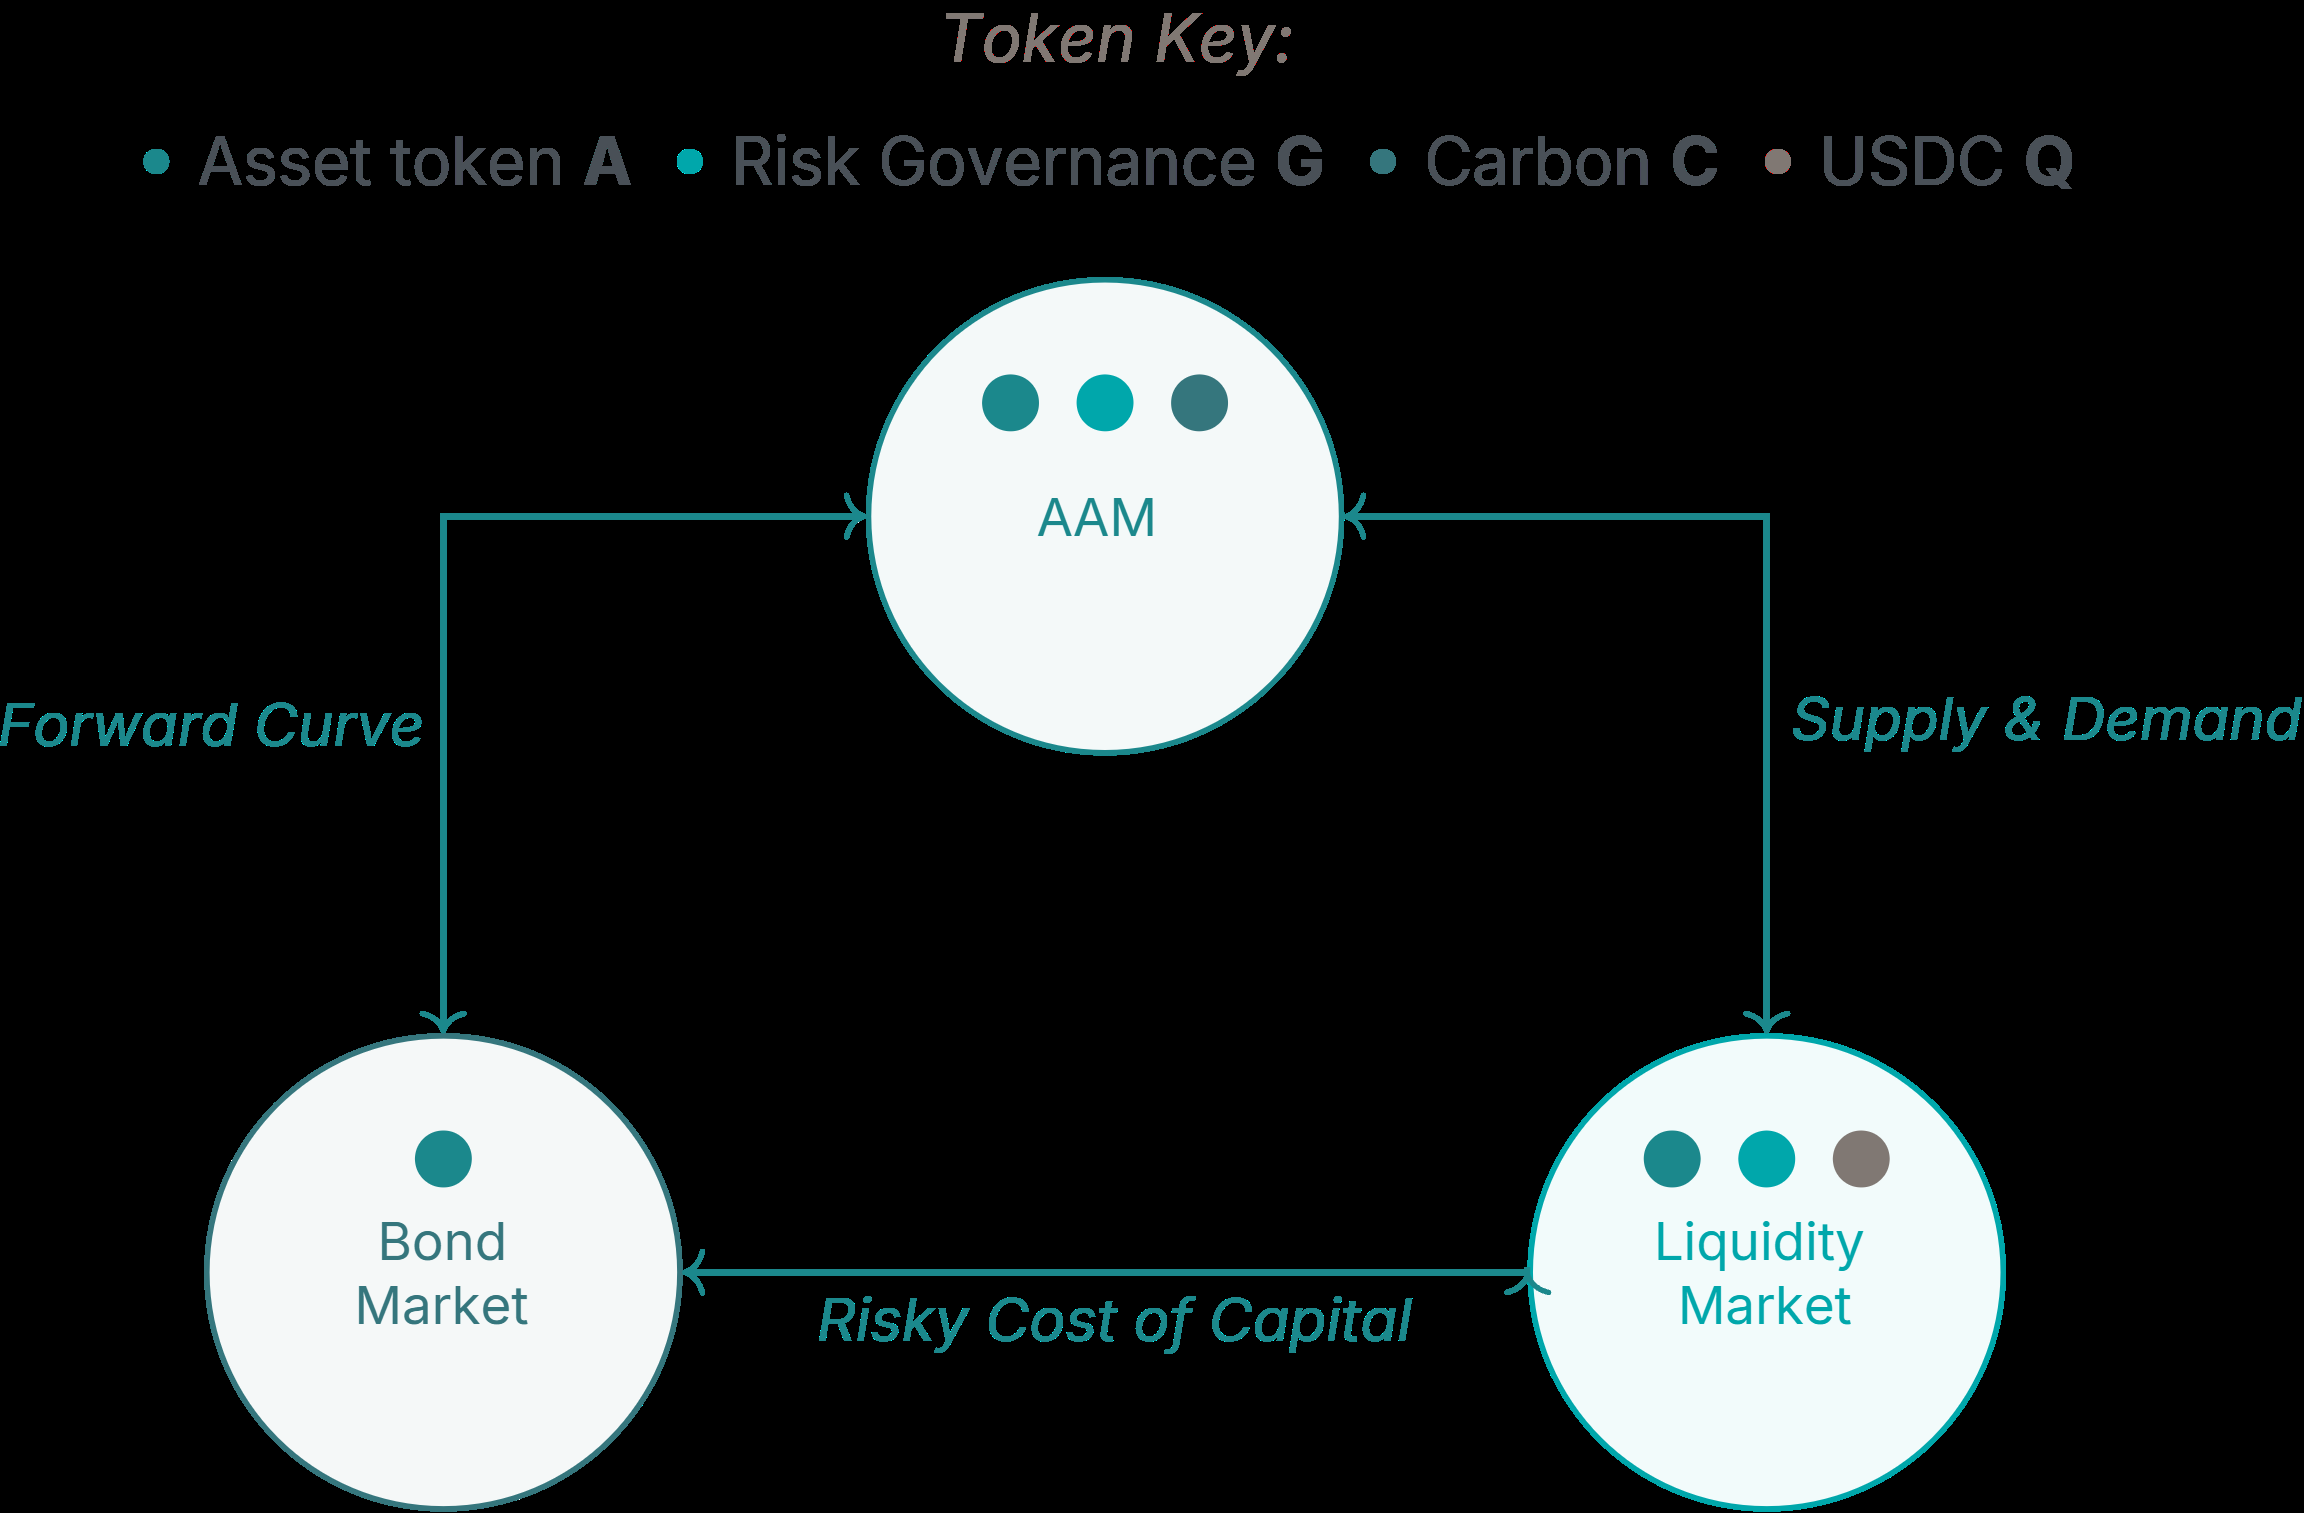 Token Key:
Asset token A Risk Governance G Carbon C USDC Q
AAM
Forward Curve
Supply & Demand
Bond
Market
Liquidity
Market
Risky Cost of Capital